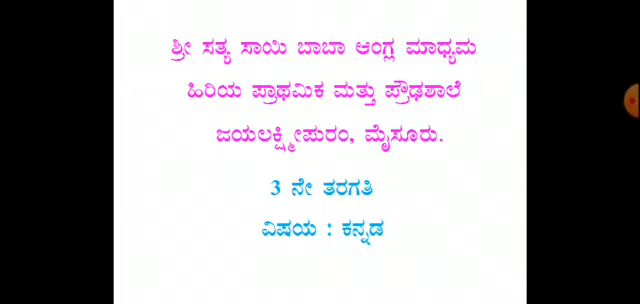 ಶ್ರೀ ಸತ್ಯ ಸಾಯಿ ಬಾಬಾ ಆಂಗ್ಲ ಮಾಧ್ಯಮ
ಹಿರಿಯ ಪ್ರಾಥಮಿಕ ಮತ್ತು ಪ್ರೌಢಶಾಲೆ
ಜಯಲಕ್ಷ್ಮೀಪುರಂ, ಮೈಸೂರು.
3 ನೇ ತರಗತಿ
ವಿಷಯ : ಕನ್ನಡ